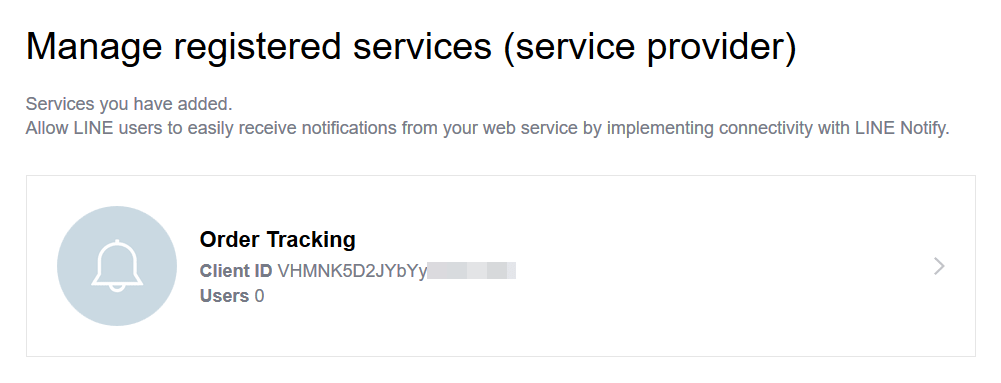 Manage registered services (service provider)
Services you have added.
Allow LINE users to easily receive notifications from your web service by implementing connectivity with LINE Notify.
Order Tracking
Client ID VHMNK5D2JYbYy
Users 0